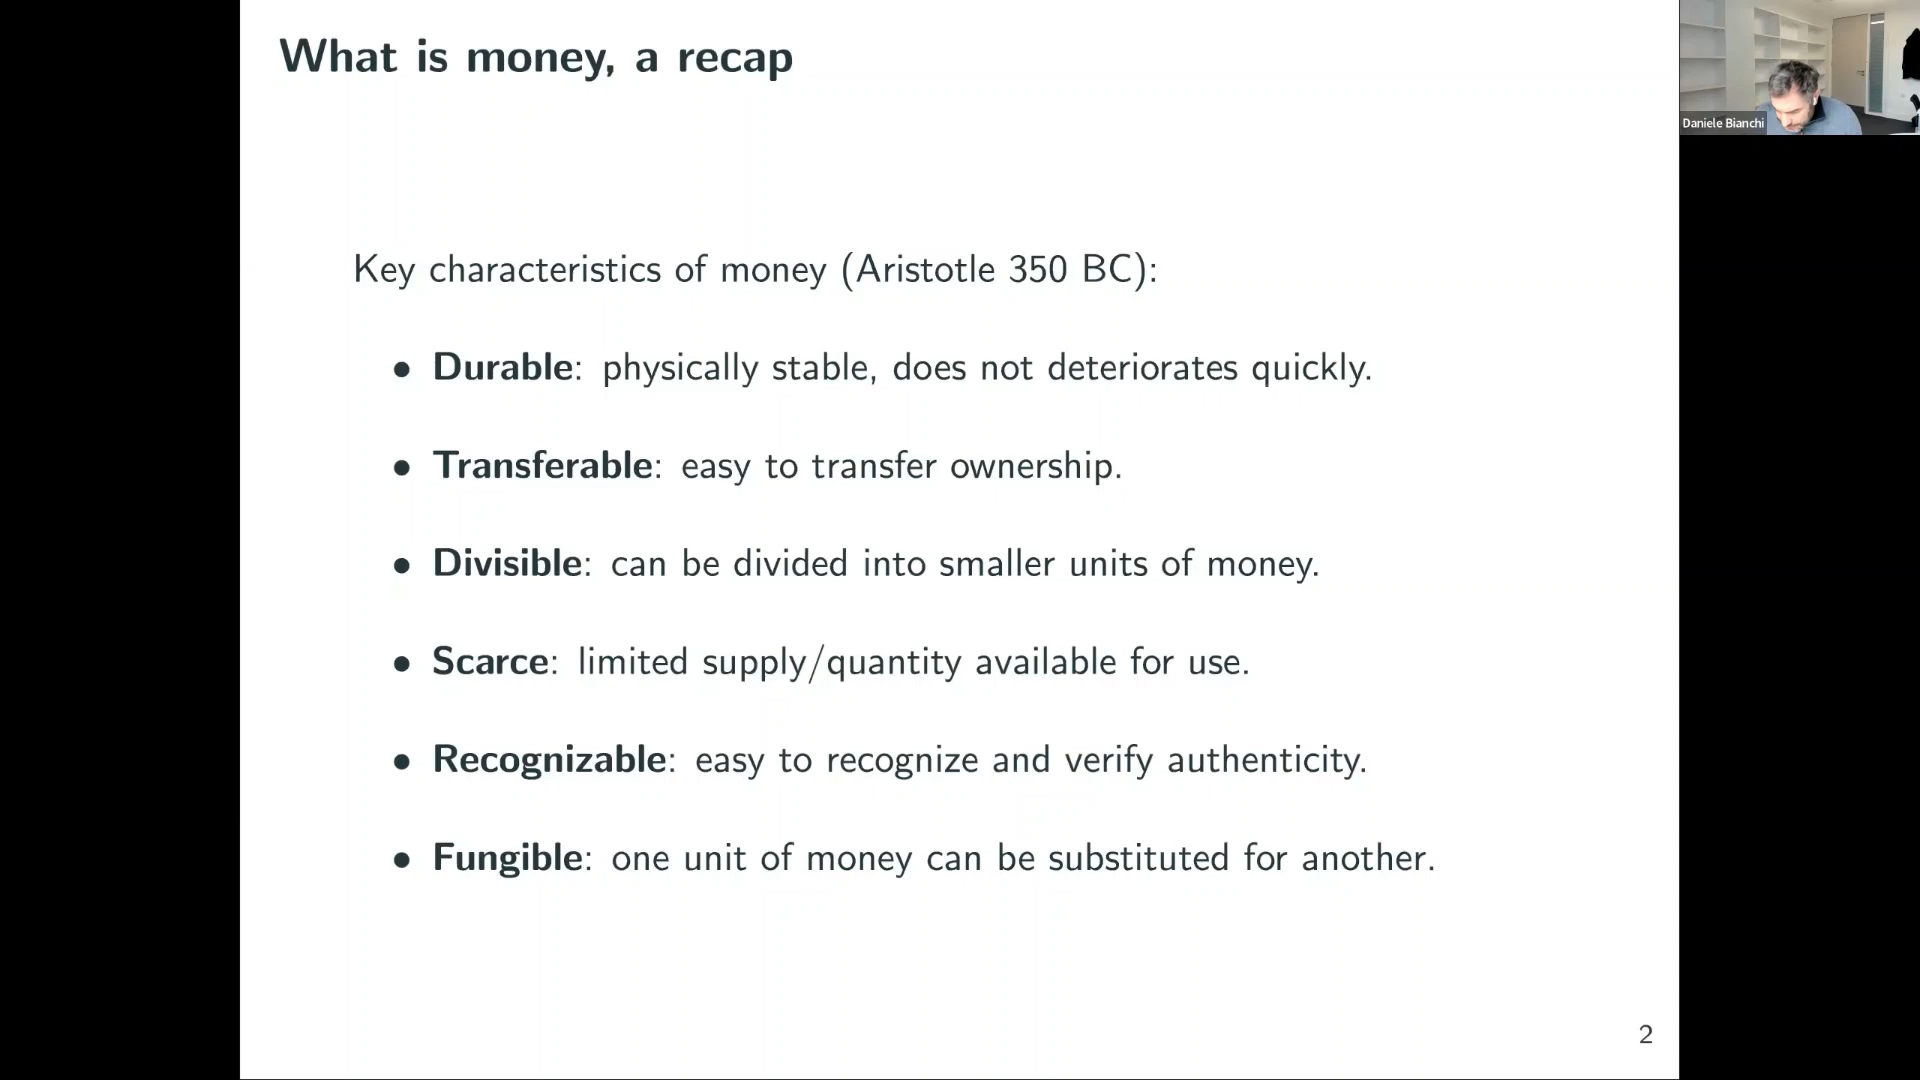 What is money, a recap
Daniele Bianchi
Key characteristics of money (Aristotle 350 BC):
• Durable: physically stable, does not deteriorates quickly.
• Transferable: easy to transfer ownership.
• Divisible: can be divided into smaller units of money.
• Scarce: limited supply/quantity available for use.
• Recognizable: easy to recognize and verify authenticity.
• Fungible: one unit of money can be substituted for another.
2